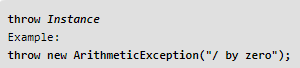 throw Instance
Example:
throw new ArithmeticException("/ by zero");